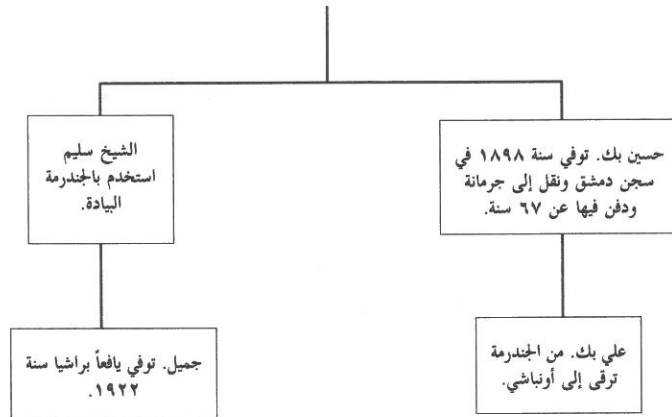 حسين بك. توفي سنة ١٨٩٨ في
سجن دمشق ونقل إلى جرمانة
ودفن فيها عن ٦٧ سنة.
الشيخ سليم
استخدم بالجندرمة
البيادة.
علي بك. من الجندرمة
ترقى إلى أونباشي.
جميل. توفي يافعاً براشيا سنة
١٩٢٢.